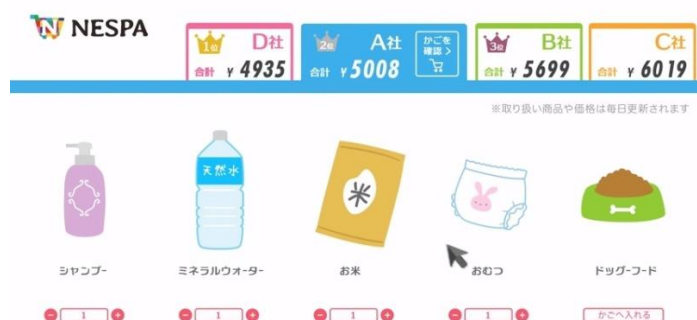 NESPA
1位 D社
合計 ¥ 4935
2位 A社
合計 ¥ 5008
かごを
確認 >
3位 B社
合計 ¥ 5699
C社
合計 ¥ 6019
※取り扱い商品や価格は毎日更新されます
天然水
米
シャンプー
ミネラルウォーター
お米
おむつ
ドッグフード
- 1 +
- 1 +
- 1 +
- 1 +
かごへ入れる